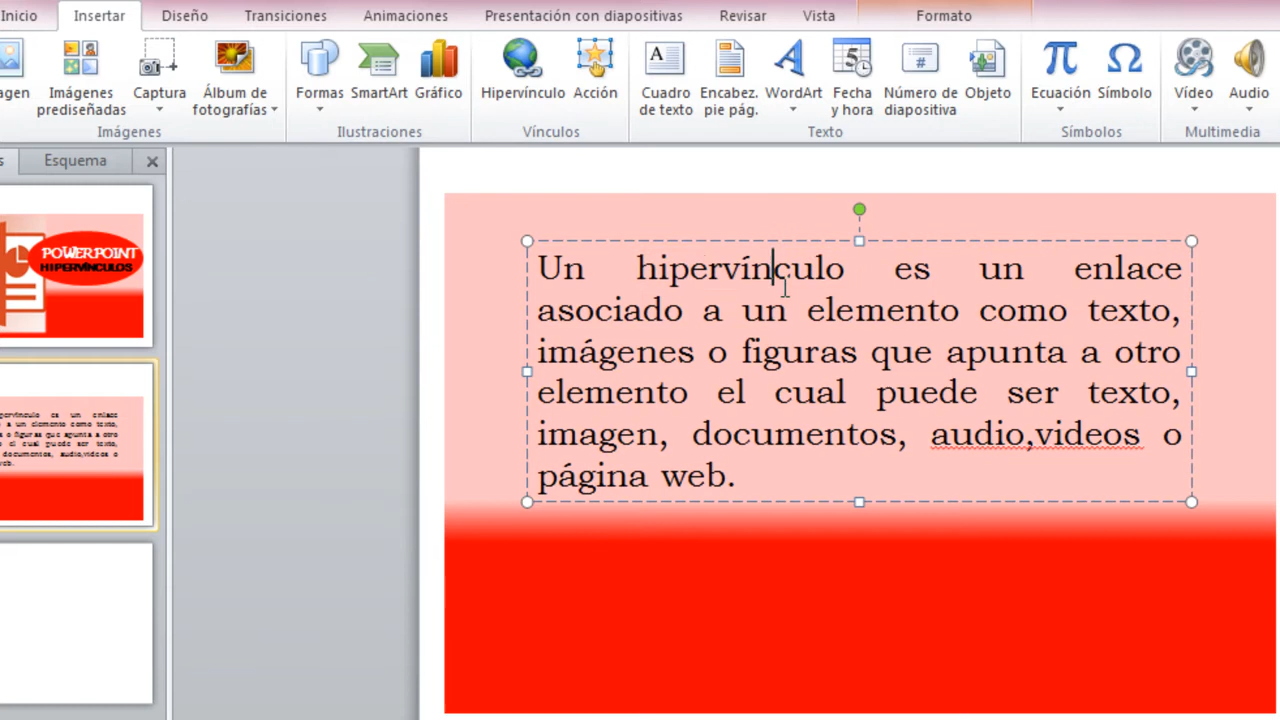 Inicio Insertar Diseño Transiciones Animaciones Presentación con diapositivas Revisar Vista Formato
Imágenes prediseñadas
Captura
Álbum de fotografías
Formas
SmartArt
Gráfico
Hipervínculo
Acción
Cuadro de texto
Encabez. pie pág.
WordArt
Fecha y hora
Número de diapositiva
Objeto
Ecuación
Símbolo
Vídeo
Audio
Imágenes Ilustraciones Vínculos Texto Símbolos Multimedia
Esquema
POWERPOINT
HIPERVÍNCULOS
Un hipervínculo es un enlace
asociado a un elemento como texto,
imágenes o figuras que apunta a otro
elemento el cual puede ser texto,
imagen, documentos, audio,videos o
página web.